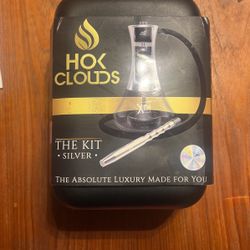 HOK
CLOUDS
THE KIT
• SILVER •
THE ABSOLUTE LUXURY MADE FOR YOU